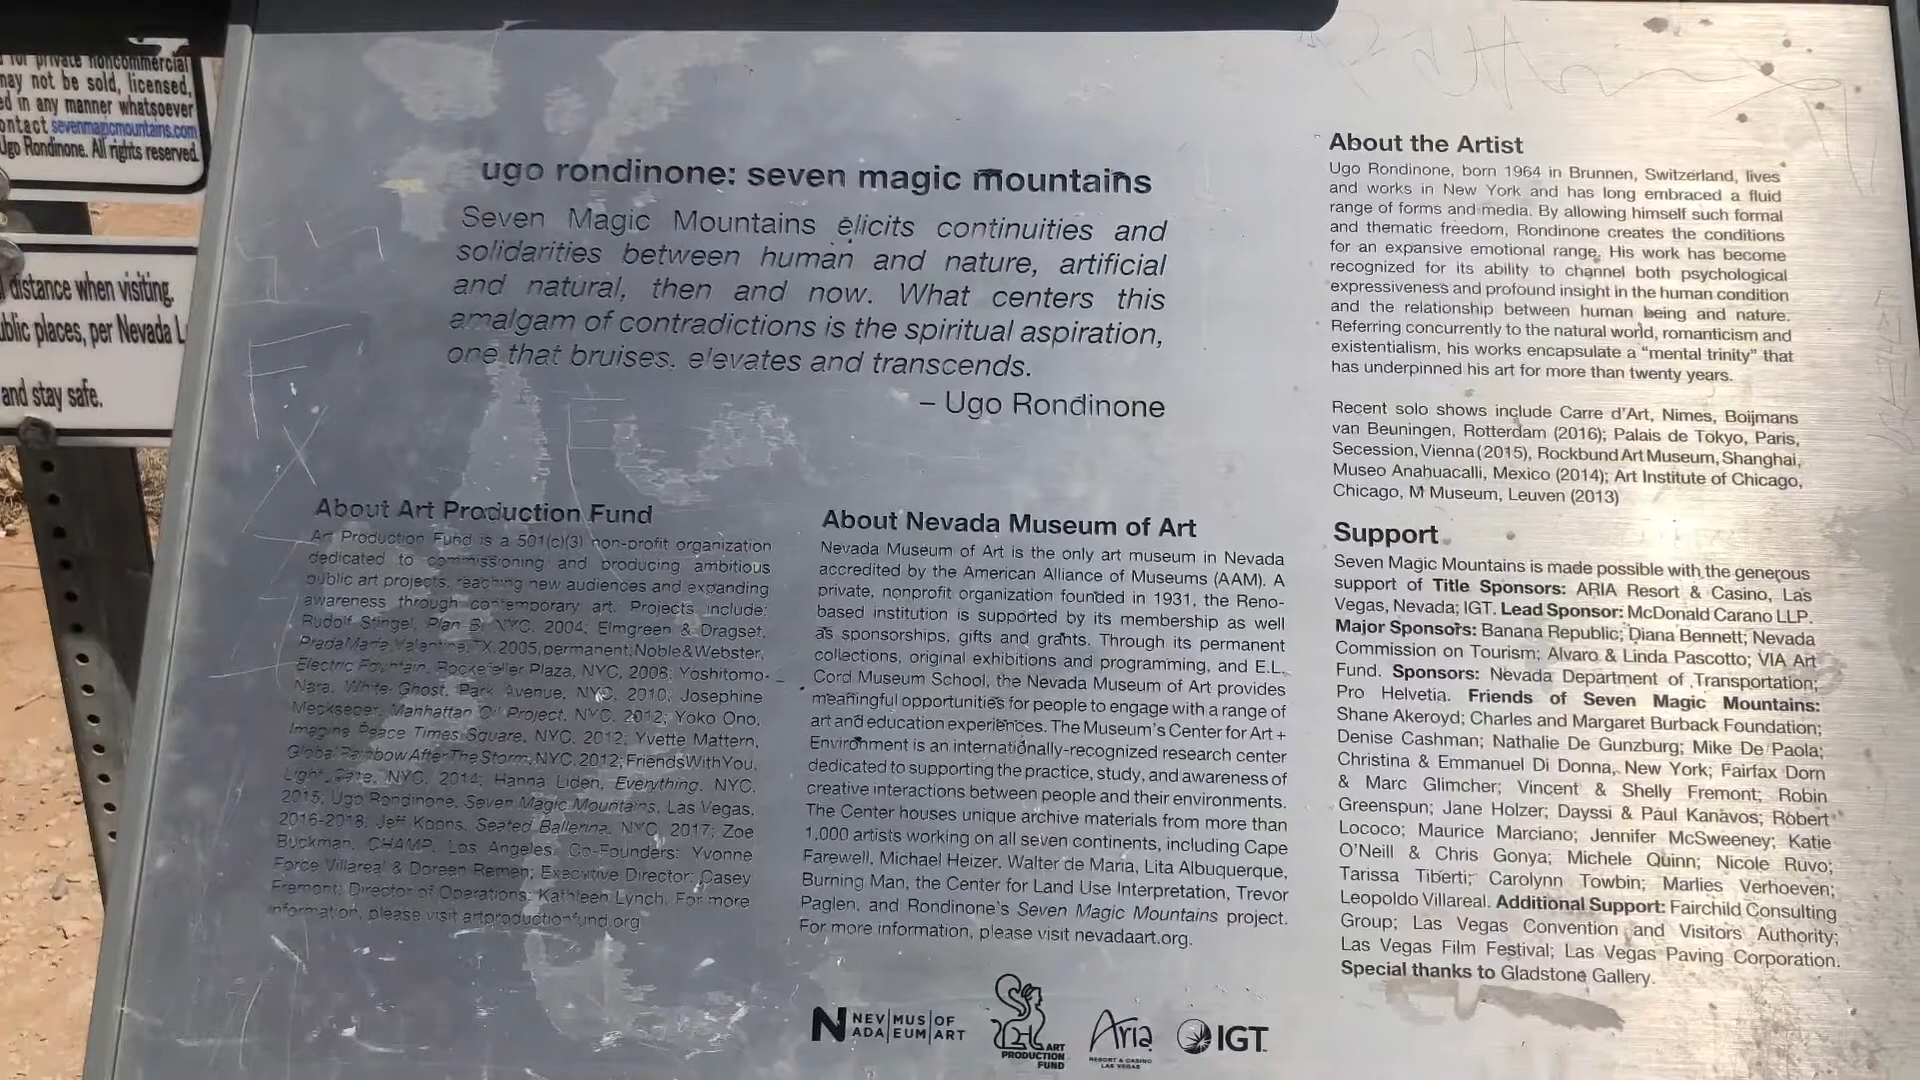 for private noncommercial
may not be sold, licensed,
ed in any manner whatsoever
ontact sevenmagicmountains.com
Ugo Rondinone. All rights reserved
distance when visiting.
ublic places, per Nevada L
and stay safe.
ugo rondinone: seven magic mountains
Seven Magic Mountains elicits continuities and
solidarities between human and nature, artificial
and natural, then and now. What centers this
amalgam of contradictions is the spiritual aspiration,
one that bruises, elevates and transcends.
– Ugo Rondinone
About Art Production Fund
Art Production Fund is a 501(c)(3) non-profit organization
dedicated to commissioning and producing ambitious
public art projects, reaching new audiences and expanding
awareness through contemporary art. Projects include:
Rudolf Stingel, Plan B, NYC, 2004; Elmgreen & Dragset,
Prada Marfa, Valentine, TX, 2005, permanent; Noble & Webster,
Electric Fountain, Rockefeller Plaza, NYC, 2008; Yoshitomo
Nara, White Ghost, Park Avenue, NYC, 2010; Josephine
Meckseper, Manhattan Oil Project, NYC, 2012; Yoko Ono,
Imagine Peace Times Square, NYC, 2012; Yvette Mattern,
Global Rainbow After The Storm, NYC, 2012; FriendsWithYou,
Light Cave, NYC, 2014; Hanna Liden, Everything, NYC,
2015; Ugo Rondinone, Seven Magic Mountains, Las Vegas,
2016-2018; Jeff Koons, Seated Ballerina, NYC, 2017; Zoe
Buckman, CHAMP, Los Angeles. Co-Founders: Yvonne
Force Villareal & Doreen Remen; Executive Director: Casey
Fremont; Director of Operations: Kathleen Lynch. For more
information, please visit artproductionfund.org
About Nevada Museum of Art
Nevada Museum of Art is the only art museum in Nevada
accredited by the American Alliance of Museums (AAM). A
private, nonprofit organization founded in 1931, the Reno-
based institution is supported by its membership as well
as sponsorships, gifts and grants. Through its permanent
collections, original exhibitions and programming, and E.L.
Cord Museum School, the Nevada Museum of Art provides
meaningful opportunities for people to engage with a range of
art and education experiences. The Museum's Center for Art +
Environment is an internationally-recognized research center
dedicated to supporting the practice, study, and awareness of
creative interactions between people and their environments.
The Center houses unique archive materials from more than
1,000 artists working on all seven continents, including Cape
Farewell, Michael Heizer, Walter de Maria, Lita Albuquerque,
Burning Man, the Center for Land Use Interpretation, Trevor
Paglen, and Rondinone's Seven Magic Mountains project.
For more information, please visit nevadaart.org.
About the Artist
Ugo Rondinone, born 1964 in Brunnen, Switzerland, lives
and works in New York and has long embraced a fluid
range of forms and media. By allowing himself such formal
and thematic freedom, Rondinone creates the conditions
for an expansive emotional range. His work has become
recognized for its ability to channel both psychological
expressiveness and profound insight in the human condition
and the relationship between human being and nature.
Referring concurrently to the natural world, romanticism and
existentialism, his works encapsulate a “mental trinity” that
has underpinned his art for more than twenty years.
Recent solo shows include Carre d'Art, Nimes, Boijmans
van Beuningen, Rotterdam (2016); Palais de Tokyo, Paris,
Secession, Vienna (2015), Rockbund Art Museum, Shanghai,
Museo Anahuacalli, Mexico (2014); Art Institute of Chicago,
Chicago, M Museum, Leuven (2013)
Support
Seven Magic Mountains is made possible with the generous
support of Title Sponsors: ARIA Resort & Casino, Las
Vegas, Nevada; IGT. Lead Sponsor: McDonald Carano LLP.
Major Sponsors: Banana Republic; Diana Bennett; Nevada
Commission on Tourism; Alvaro & Linda Pascotto; VIA Art
Fund. Sponsors: Nevada Department of Transportation;
Pro Helvetia. Friends of Seven Magic Mountains:
Shane Akeroyd; Charles and Margaret Burback Foundation;
Denise Cashman; Nathalie De Gunzburg; Mike De Paola;
Christina & Emmanuel Di Donna, New York; Fairfax Dorn
& Marc Glimcher; Vincent & Shelly Fremont; Robin
Greenspun; Jane Holzer; Dayssi & Paul Kanavos; Robert
Lococo; Maurice Marciano; Jennifer McSweeney; Katie
O'Neill & Chris Gonya; Michele Quinn; Nicole Ruvo;
Tarissa Tiberti; Carolynn Towbin; Marlies Verhoeven;
Leopoldo Villareal. Additional Support: Fairchild Consulting
Group; Las Vegas Convention and Visitors Authority;
Las Vegas Film Festival; Las Vegas Paving Corporation.
Special thanks to Gladstone Gallery.
N NEV|MUS|OF
ADA|EUM|ART
ART
PRODUCTION
FUND
Aria
RESORT & CASINO
LAS VEGAS
IGT